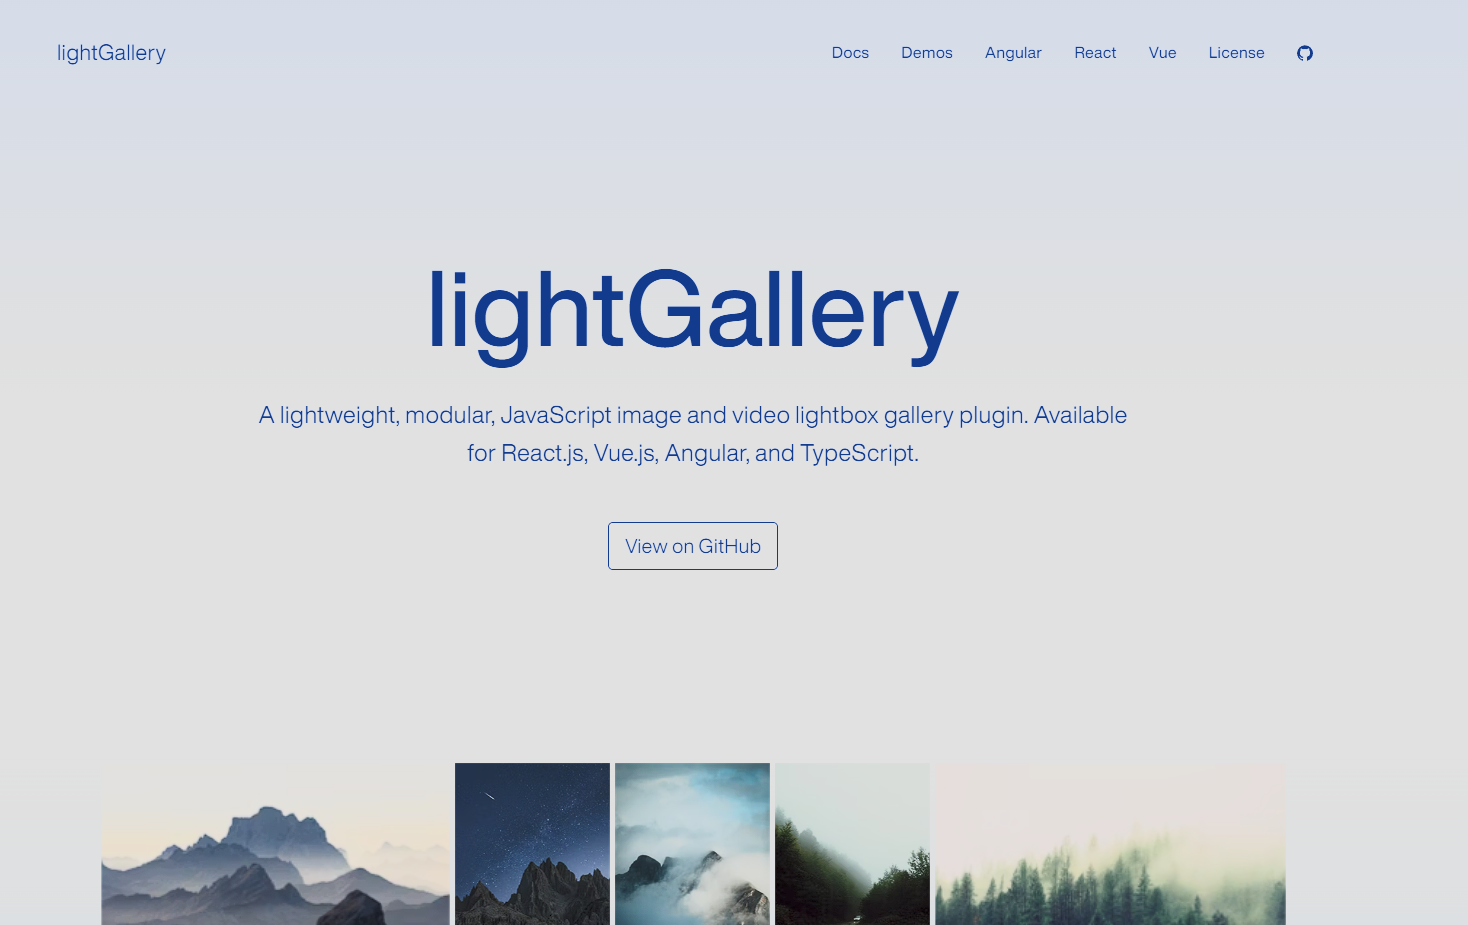 lightGallery
Docs Demos Angular React Vue License
lightGallery
A lightweight, modular, JavaScript image and video lightbox gallery plugin. Available
for React.js, Vue.js, Angular, and TypeScript.
View on GitHub